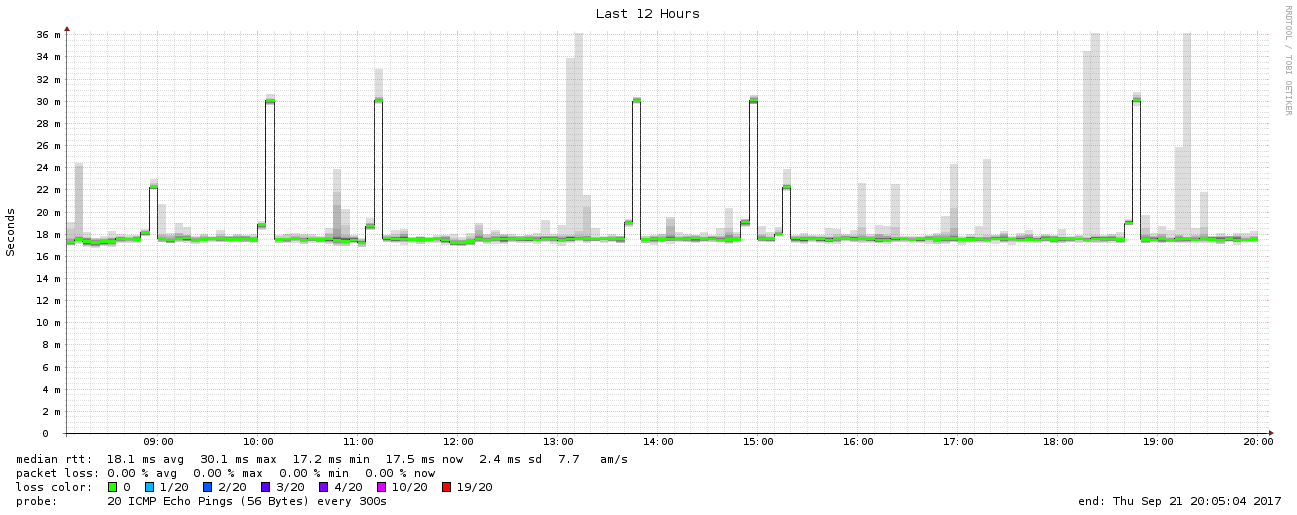 Last 12 Hours
RRDTOOL / TOBI OETIKER
Seconds
36 m
34 m
32 m
30 m
28 m
26 m
24 m
22 m
20 m
18 m
16 m
14 m
12 m
10 m
8 m
6 m
4 m
2 m
0
09:00 10:00 11:00 12:00 13:00 14:00 15:00 16:00 17:00 18:00 19:00 20:00
median rtt: 18.1 ms avg 30.1 ms max 17.2 ms min 17.5 ms now 2.4 ms sd 7.7 am/s
packet loss: 0.00 % avg 0.00 % max 0.00 % min 0.00 % now
loss color: 0 1/20 2/20 3/20 4/20 10/20 19/20
probe: 20 ICMP Echo Pings (56 Bytes) every 300s end: Thu Sep 21 20:05:04 2017